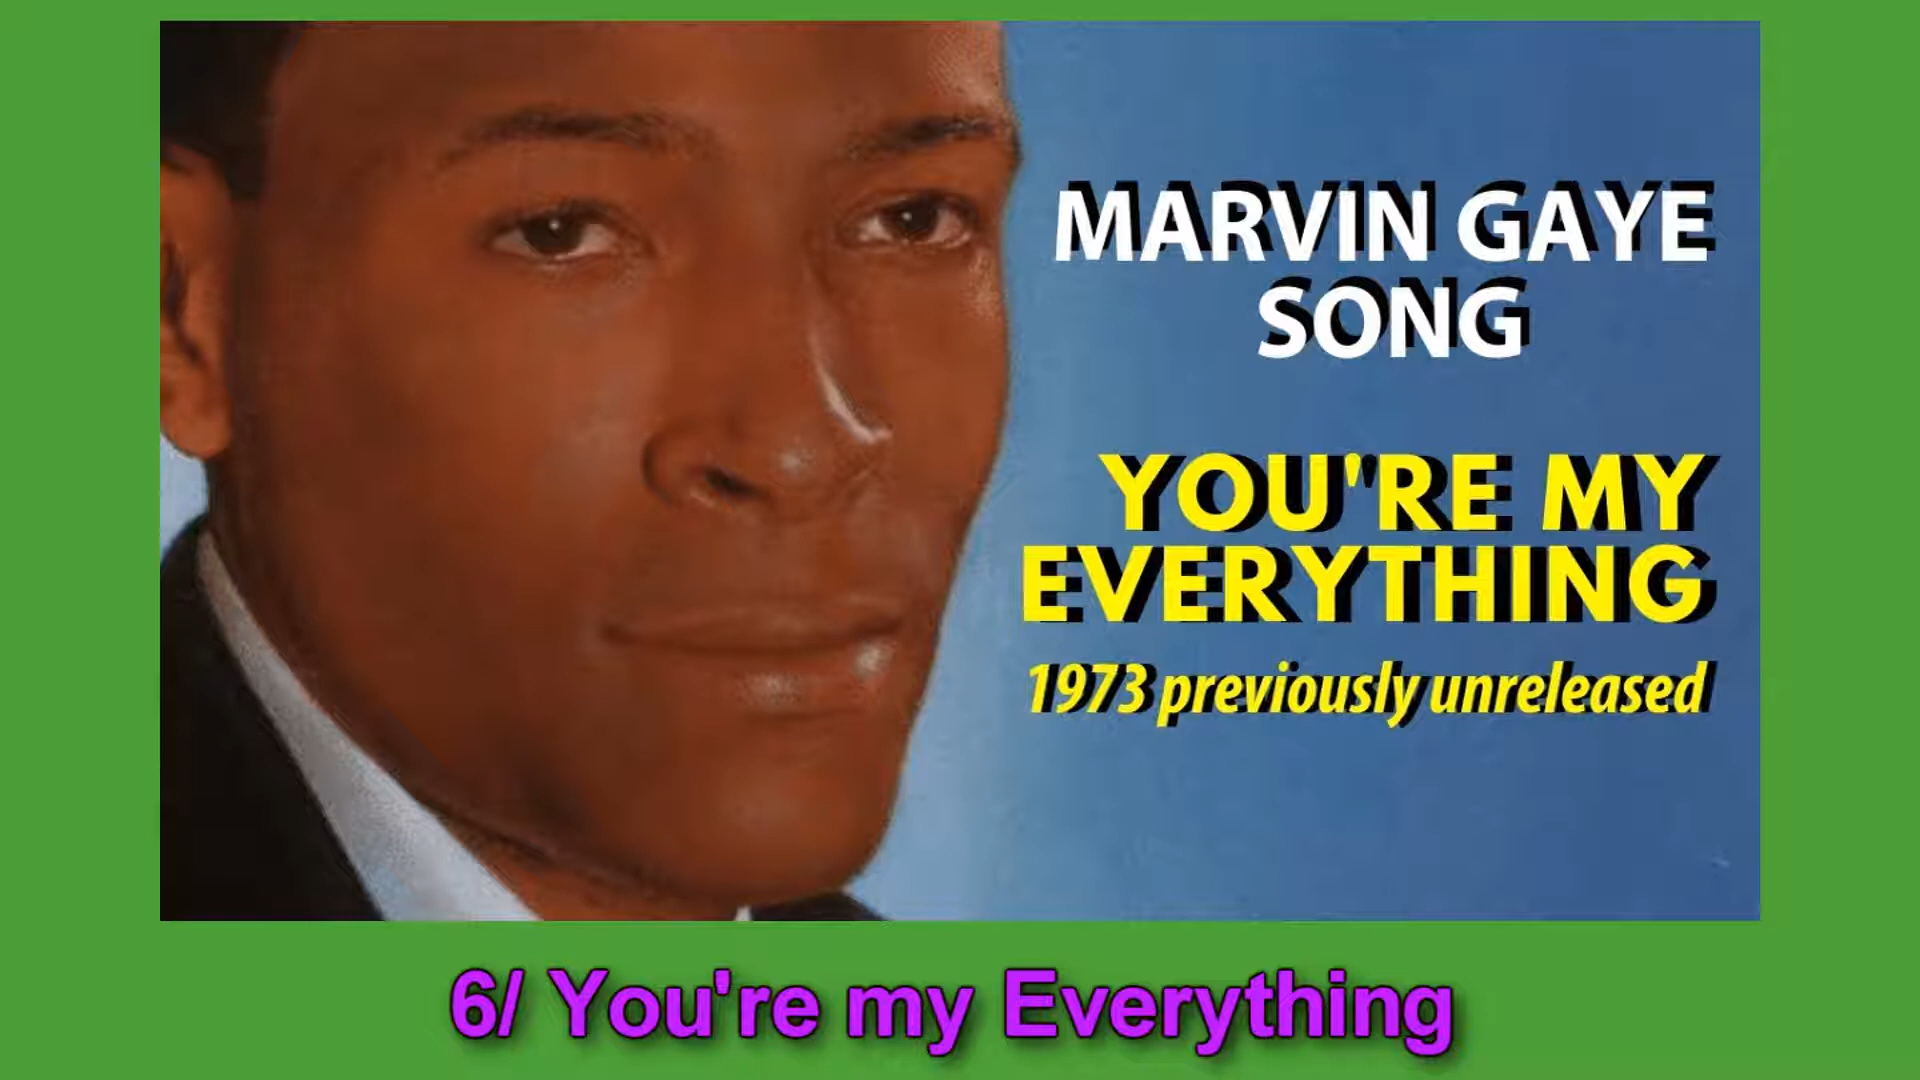 MARVIN GAYE
SONG
YOU'RE MY
EVERYTHING
1973 previously unreleased
6/ You're my Everything